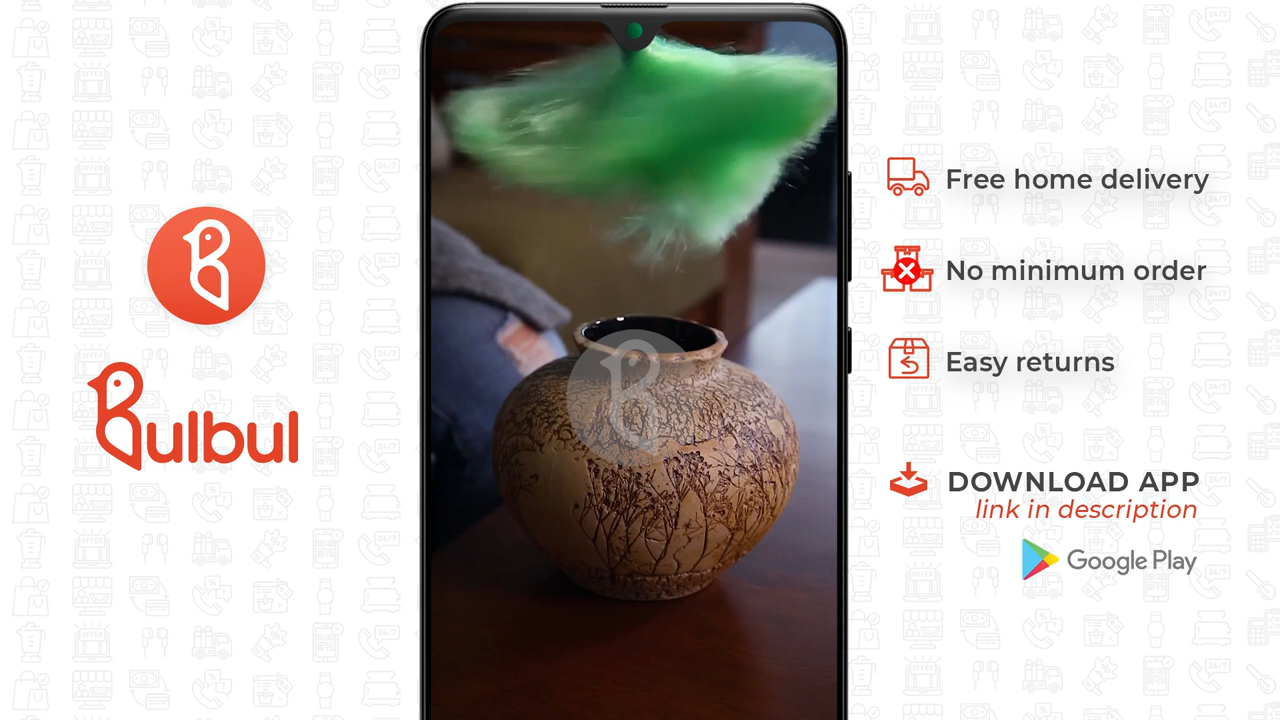 Bulbul
Free home delivery
No minimum order
Easy returns
DOWNLOAD APP
link in description
Google Play